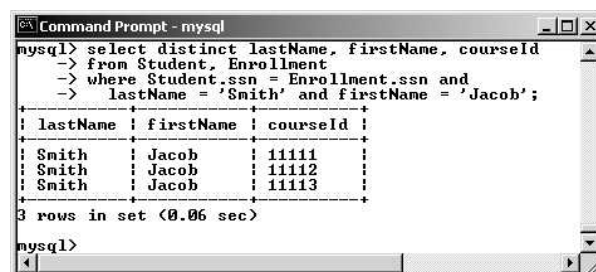 Command Prompt - mysql
mysql> select distinct lastName, firstName, courseId
    -> from Student, Enrollment
    -> where Student.ssn = Enrollment.ssn and
    ->   lastName = 'Smith' and firstName = 'Jacob';
+----------+-----------+----------+
| lastName | firstName | courseId |
+----------+-----------+----------+
| Smith    | Jacob     | 11111    |
| Smith    | Jacob     | 11112    |
| Smith    | Jacob     | 11113    |
+----------+-----------+----------+
3 rows in set (0.06 sec)
mysql>